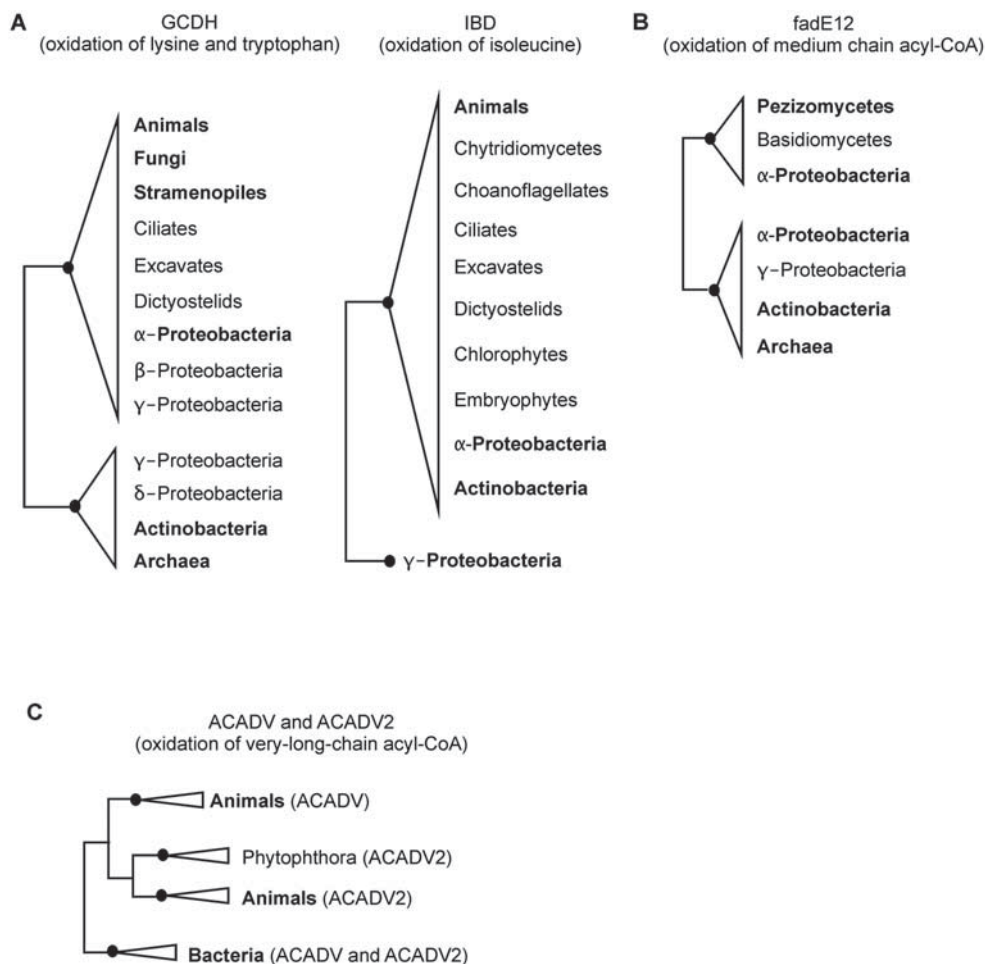 A
GCDH
(oxidation of lysine and tryptophan)
Animals
Fungi
Stramenopiles
Ciliates
Excavates
Dictyostelids
α-Proteobacteria
β-Proteobacteria
γ-Proteobacteria
γ-Proteobacteria
δ-Proteobacteria
Actinobacteria
Archaea
IBD
(oxidation of isoleucine)
Animals
Chytridiomycetes
Choanoflagellates
Ciliates
Excavates
Dictyostelids
Chlorophytes
Embryophytes
α-Proteobacteria
Actinobacteria
γ-Proteobacteria
B
fadE12
(oxidation of medium chain acyl-CoA)
Pezizomycetes
Basidiomycetes
α-Proteobacteria
α-Proteobacteria
γ-Proteobacteria
Actinobacteria
Archaea
C
ACADV and ACADV2
(oxidation of very-long-chain acyl-CoA)
Animals (ACADV)
Phytophthora (ACADV2)
Animals (ACADV2)
Bacteria (ACADV and ACADV2)